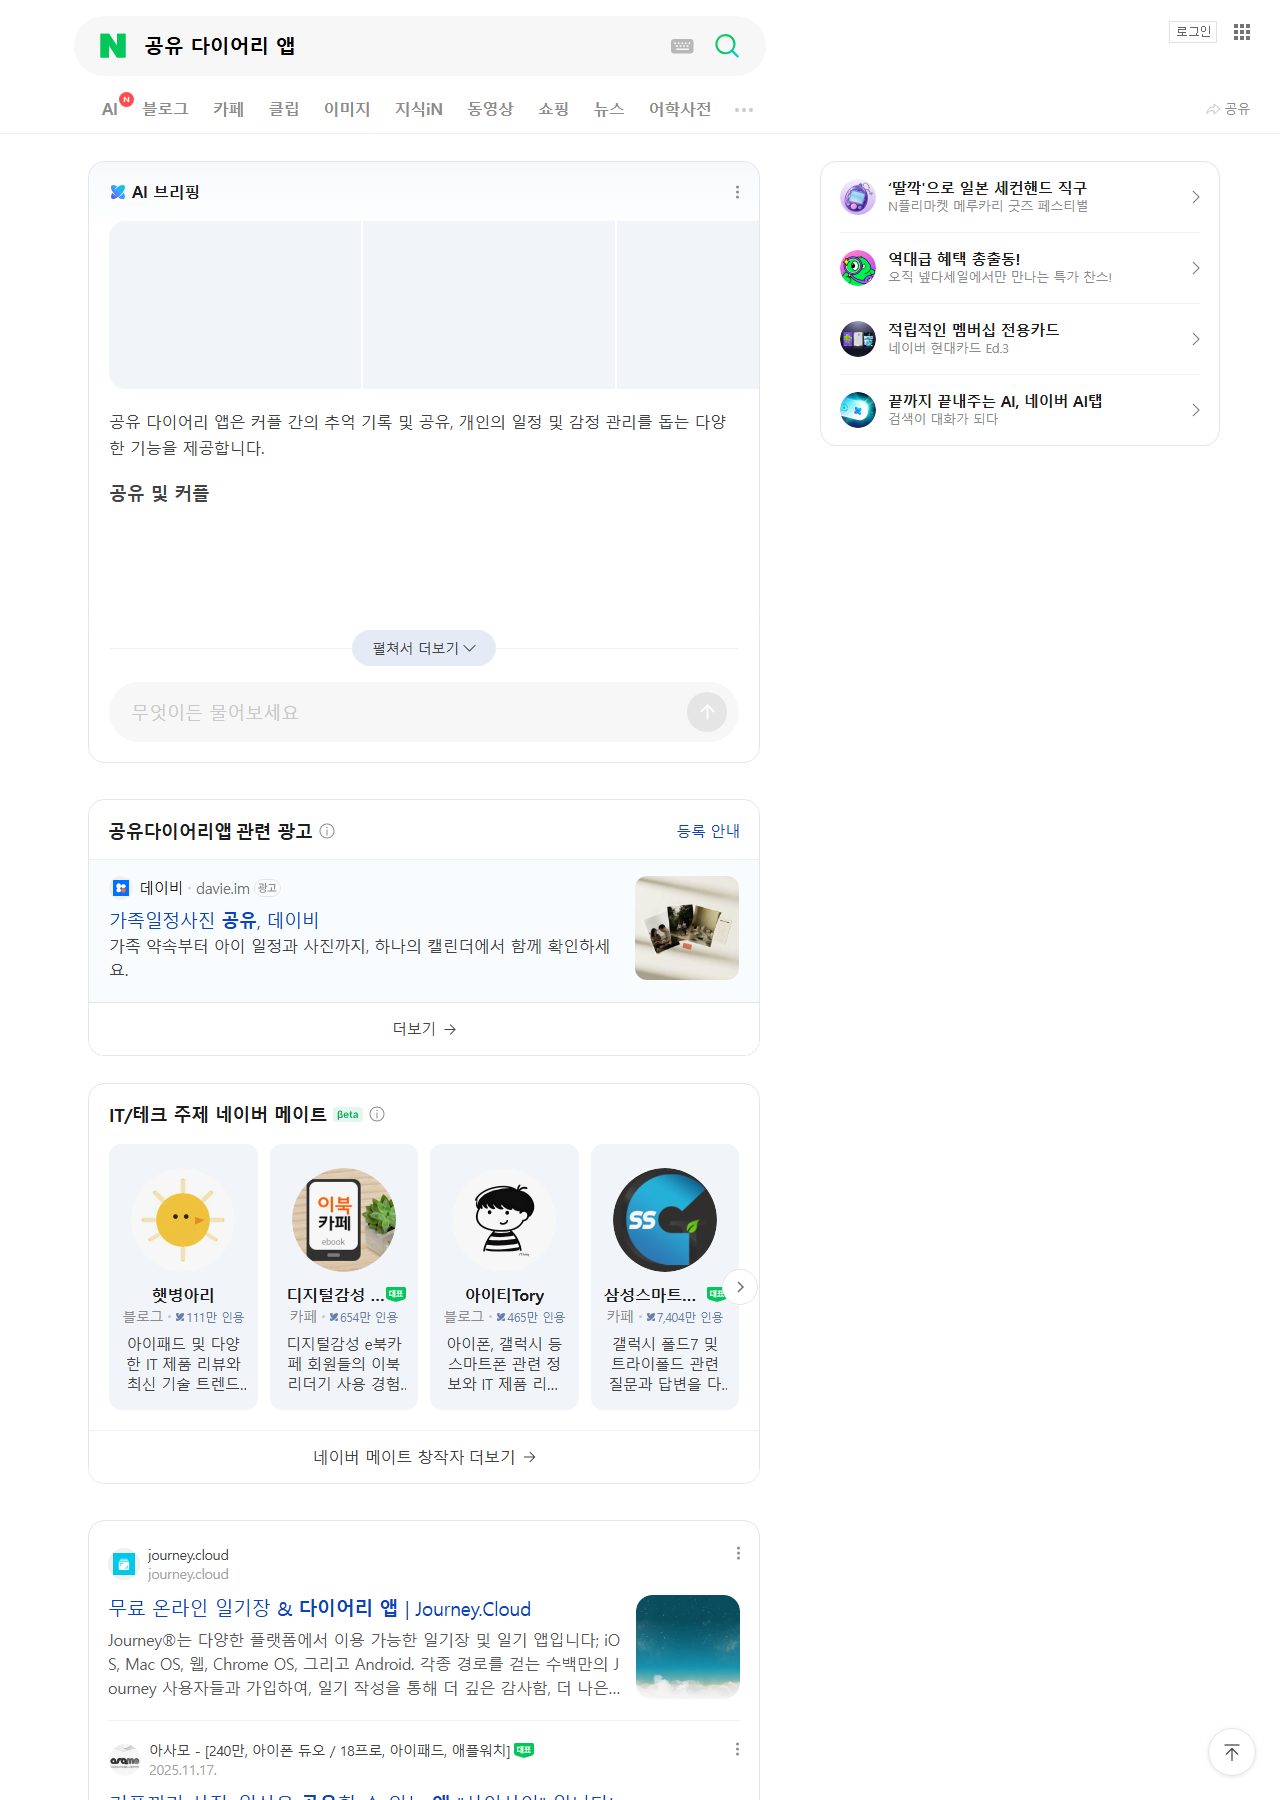 공유 다이어리 앱
로그인
AI N 블로그 카페 클립 이미지 지식iN 동영상 쇼핑 뉴스 어학사전
공유
AI 브리핑
공유 다이어리 앱은 커플 간의 추억 기록 및 공유, 개인의 일정 및 감정 관리를 돕는 다양
한 기능을 제공합니다.
공유 및 커플
펼쳐서 더보기
무엇이든 물어보세요
‘딸깍'으로 일본 세컨핸드 직구
N플리마켓 메루카리 굿즈 페스티벌
역대급 혜택 총출동!
오직 넾다세일에서만 만나는 특가 찬스!
적립적인 멤버십 전용카드
네이버 현대카드 Ed.3
끝까지 끝내주는 AI, 네이버 AI탭
검색이 대화가 되다
공유다이어리앱 관련 광고
등록 안내
데이비 · davie.im 광고
가족일정사진 공유, 데이비
가족 약속부터 아이 일정과 사진까지, 하나의 캘린더에서 함께 확인하세
요.
더보기 →
IT/테크 주제 네이버 메이트 βeta
햇병아리
블로그 · 111만 인용
아이패드 및 다양
한 IT 제품 리뷰와
최신 기술 트렌드..
이북
카페
ebook
디지털감성 ... 대표
카페 · 654만 인용
디지털감성 e북카
페 회원들의 이북
리더기 사용 경험..
아이티Tory
블로그 · 465만 인용
아이폰, 갤럭시 등
스마트폰 관련 정
보와 IT 제품 리...
SS
삼성스마트... 대표
카페 · 7,404만 인용
갤럭시 폴드7 및
트라이폴드 관련
질문과 답변을 다..
네이버 메이트 창작자 더보기 →
journey.cloud
journey.cloud
무료 온라인 일기장 & 다이어리 앱 | Journey.Cloud
Journey®는 다양한 플랫폼에서 이용 가능한 일기장 및 일기 앱입니다; iO
S, Mac OS, 웹, Chrome OS, 그리고 Android. 각종 경로를 걷는 수백만의 J
ourney 사용자들과 가입하여, 일기 작성을 통해 더 깊은 감사함, 더 나은...
asamo
아사모 - [240만, 아이폰 듀오 / 18프로, 아이패드, 애플워치] 대표
2025.11.17.